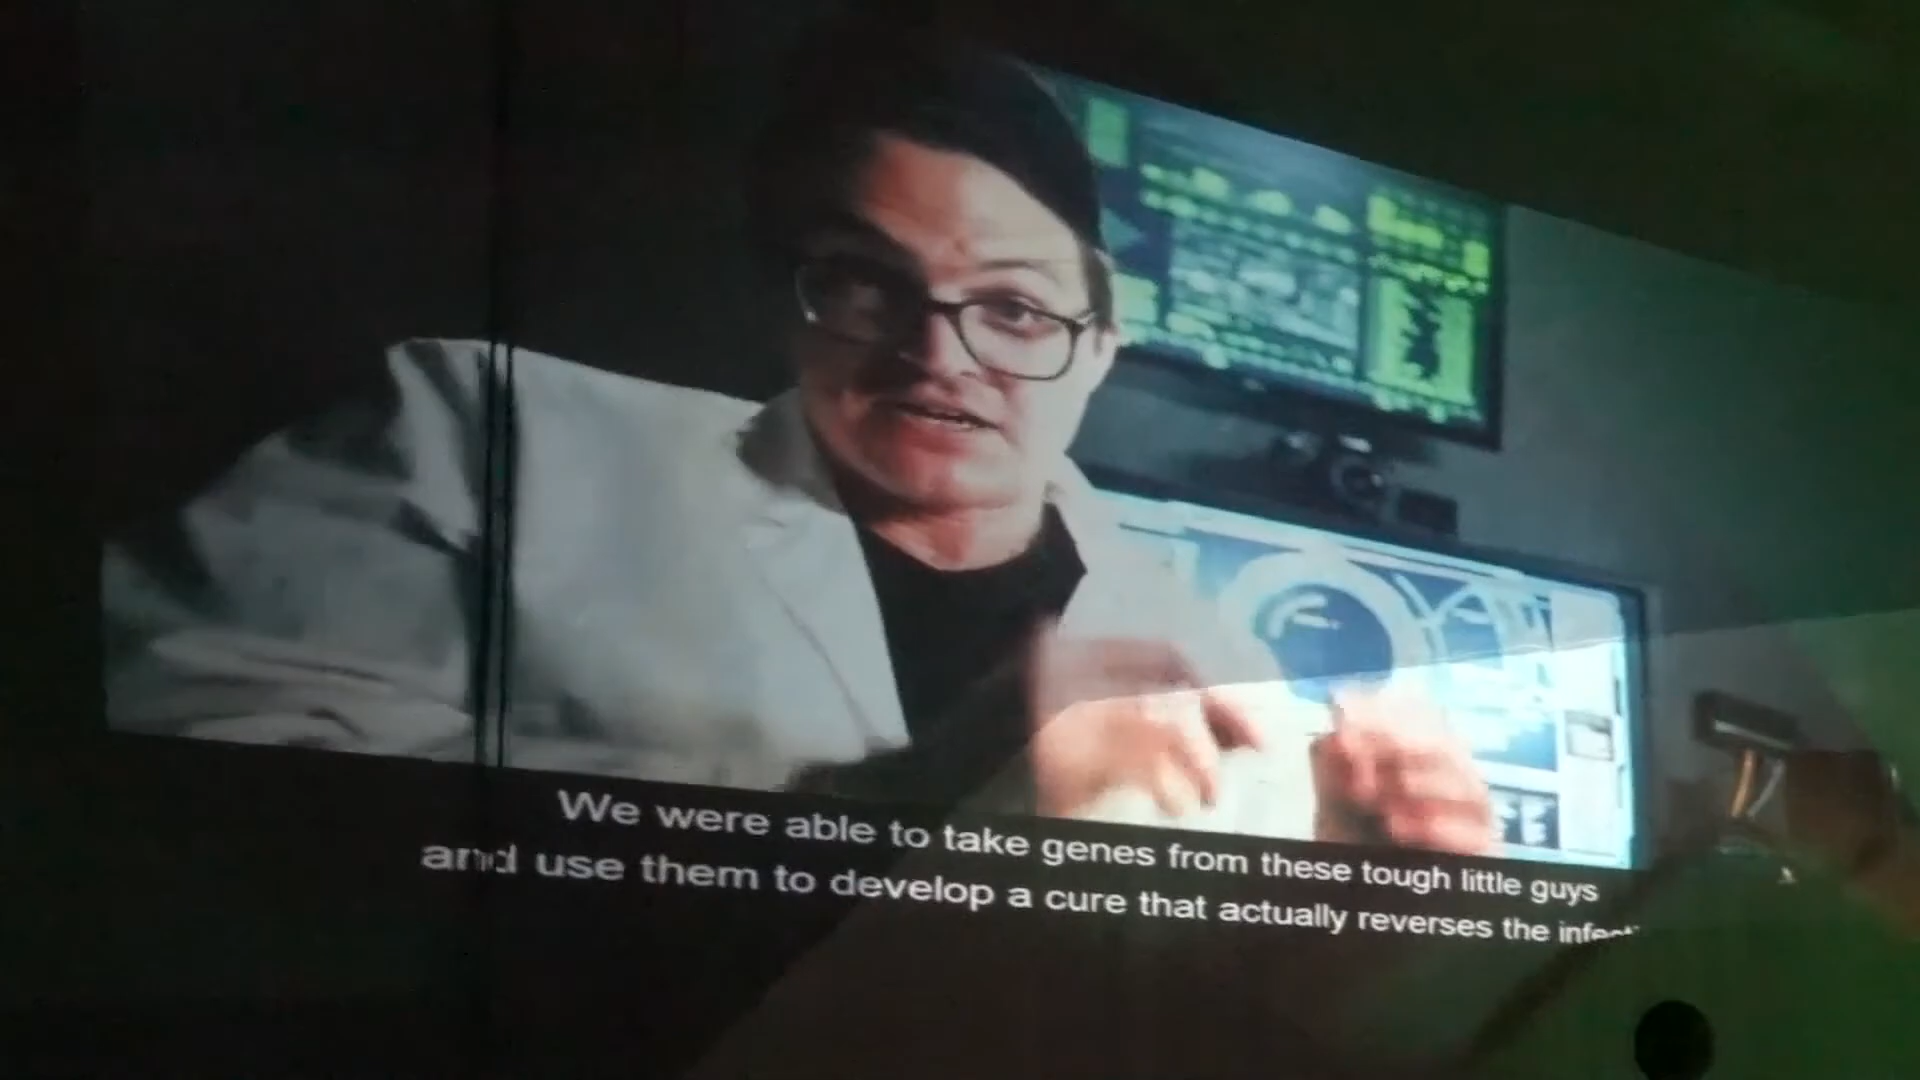 We were able to take genes from these tough little guys
and use them to develop a cure that actually reverses the